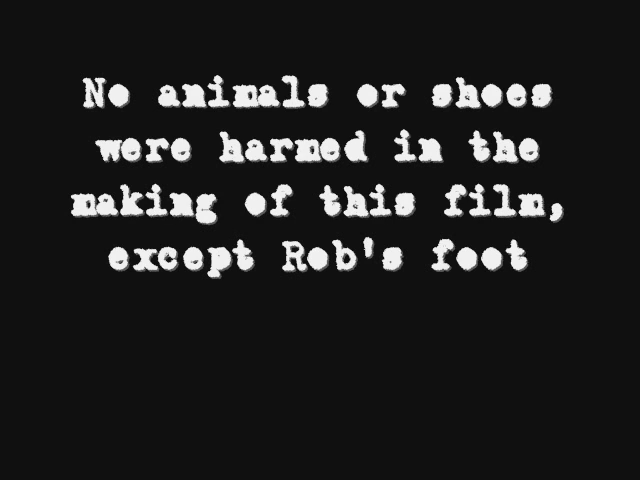 No animals or shoes
were harmed in the
making of this film,
except Rob's foot